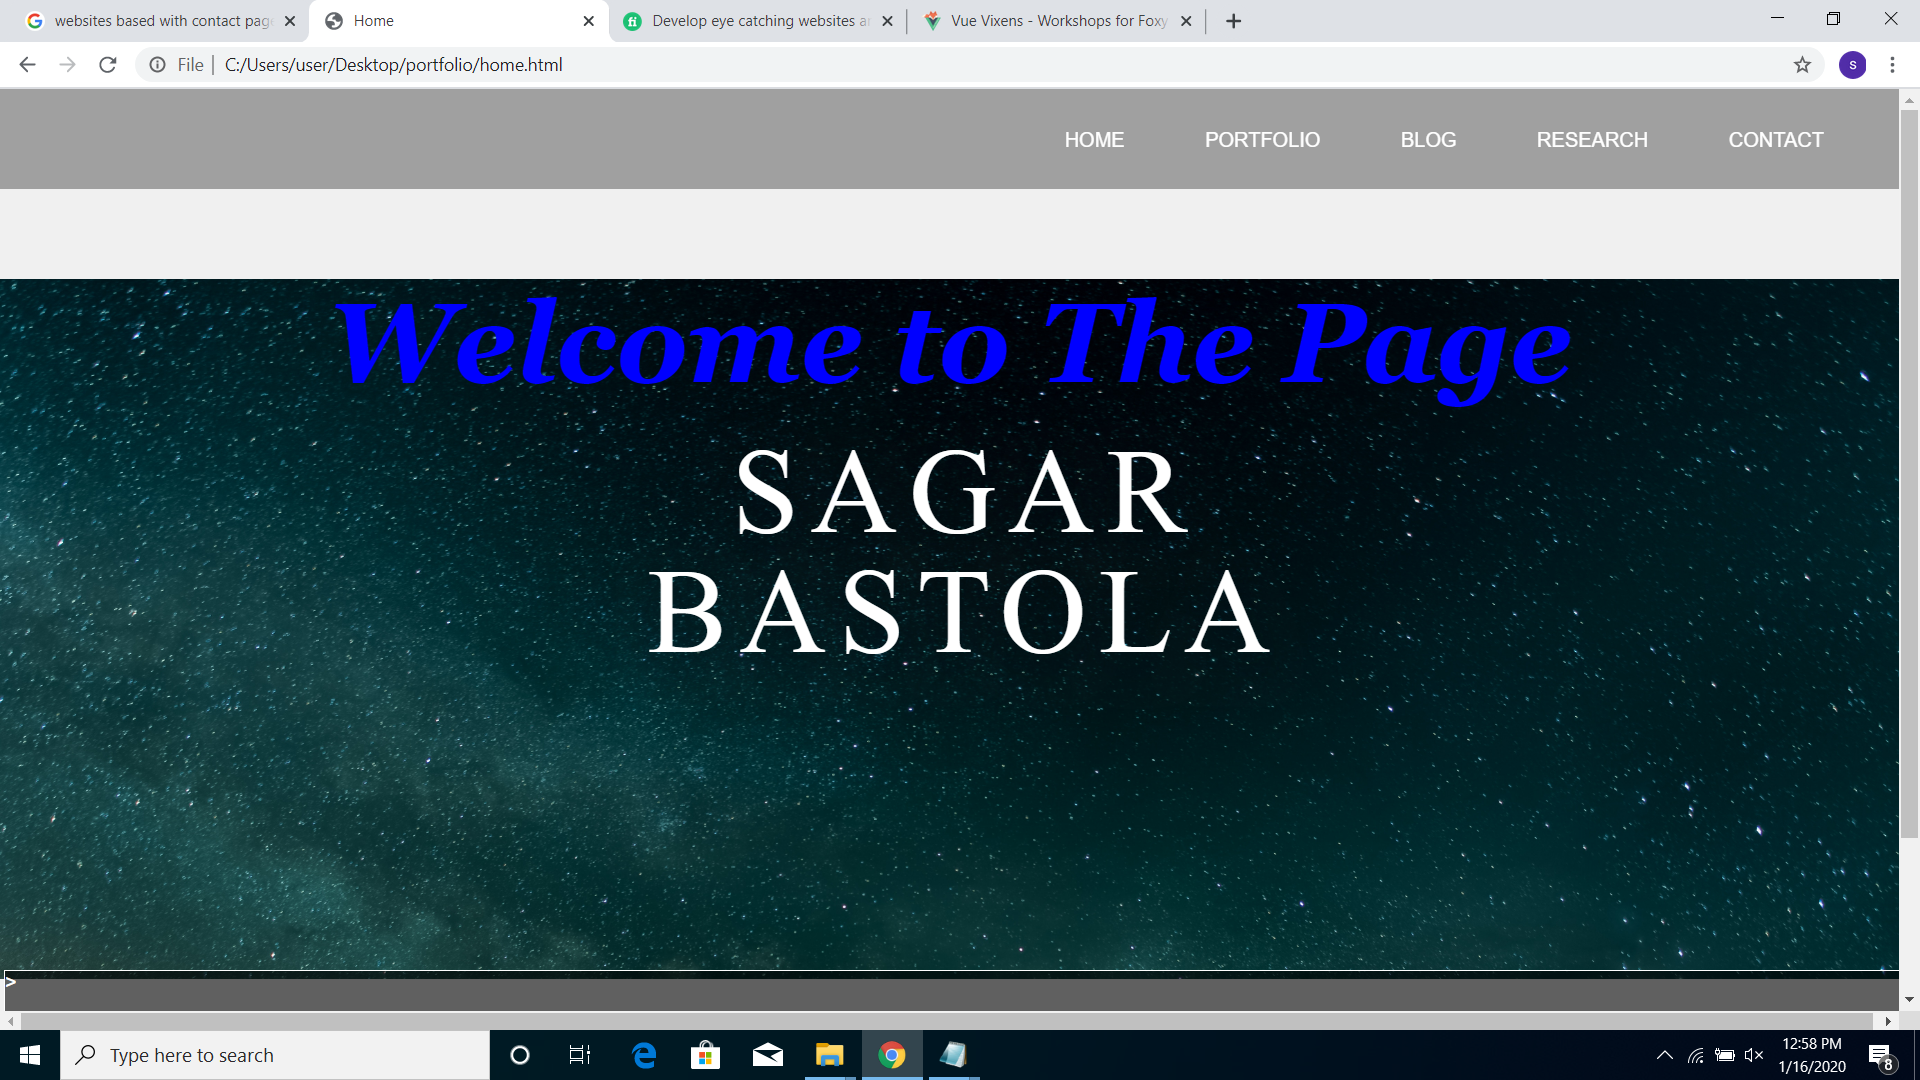 websites based with contact pag
Home
Develop eye catching websites a
Vue Vixens - Workshops for Foxy
File
C:/Users/user/Desktop/portfolio/home.html
s
HOME PORTFOLIO BLOG RESEARCH CONTACT
Welcome to The Page
SAGAR
BASTOLA
>
Type here to search
12:58 PM
1/16/2020
8